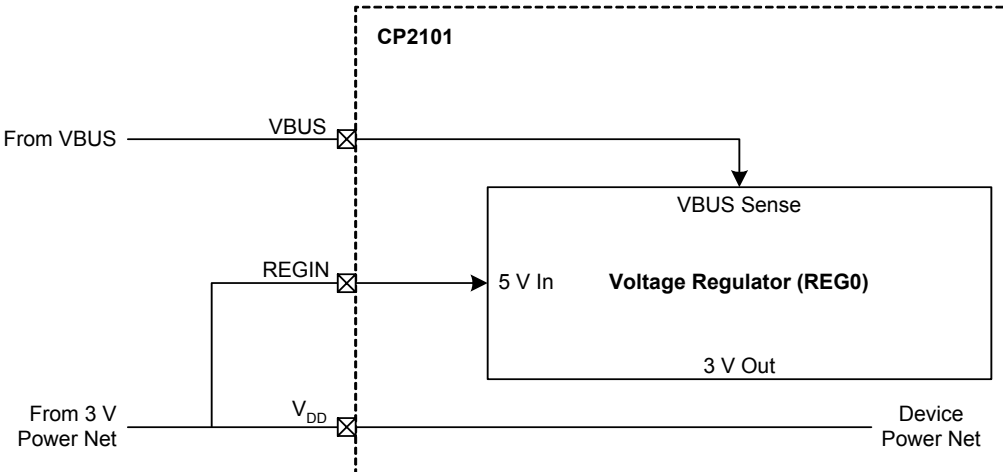 CP2101
From VBUS
VBUS
VBUS Sense
REGIN
5 V In
Voltage Regulator (REG0)
3 V Out
From 3 V
Power Net
VDD
Device
Power Net